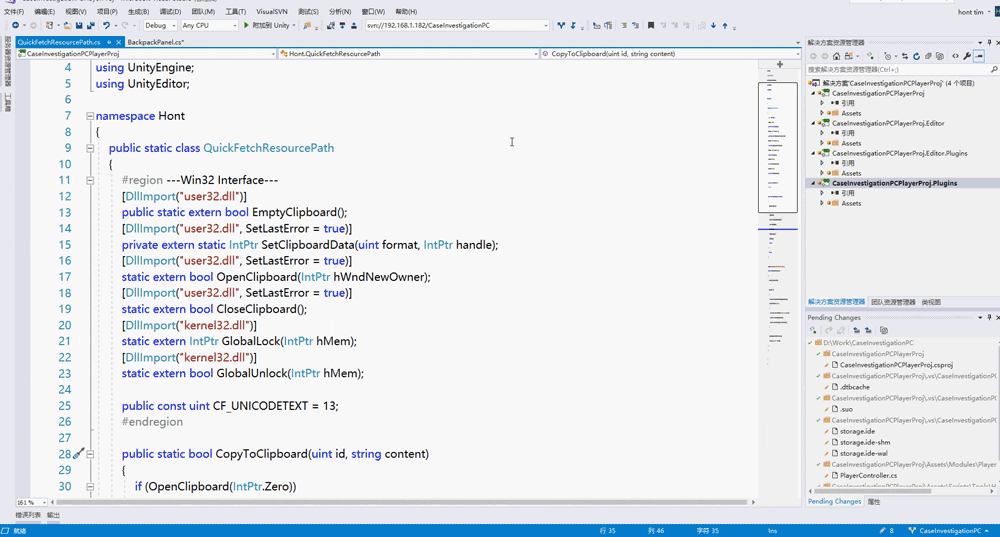 文件(F) 编辑(E) 视图(V) 项目(P) 生成(B) 调试(D) 团队(M) 工具(T) VisualSVN 测试(S) 分析(N) 窗口(W) 帮助(H) hont tim
Debug Any CPU 附加到 Unity svn://192.168.1.182/CaseInvestigationPC
QuickFetchResourcePath.cs BackpackPanel.cs*
CaseInvestigationPCPlayerProj Hont.QuickFetchResourcePath CopyToClipboard(uint id, string content)
服务器资源管理器
工具箱
4 using UnityEngine;
5 using UnityEditor;
6
7 namespace Hont
8 {
9 public static class QuickFetchResourcePath
10 {
11 #region ---Win32 Interface---
12 [DllImport("user32.dll")]
13 public static extern bool EmptyClipboard();
14 [DllImport("user32.dll", SetLastError = true)]
15 private extern static IntPtr SetClipboardData(uint format, IntPtr handle);
16 [DllImport("user32.dll", SetLastError = true)]
17 static extern bool OpenClipboard(IntPtr hWndNewOwner);
18 [DllImport("user32.dll", SetLastError = true)]
19 static extern bool CloseClipboard();
20 [DllImport("kernel32.dll")]
21 static extern IntPtr GlobalLock(IntPtr hMem);
22 [DllImport("kernel32.dll")]
23 static extern bool GlobalUnlock(IntPtr hMem);
24
25 public const uint CF_UNICODETEXT = 13;
26 #endregion
27
28 public static bool CopyToClipboard(uint id, string content)
29 {
30 if (OpenClipboard(IntPtr.Zero))
161 %
解决方案资源管理器
搜索解决方案资源管理器(Ctrl+;)
解决方案'CaseInvestigationPCPlayerProj' (4 个项目)
CaseInvestigationPCPlayerProj
引用
Assets
CaseInvestigationPCPlayerProj.Editor
引用
Assets
CaseInvestigationPCPlayerProj.Editor.Plugins
引用
Assets
CaseInvestigationPCPlayerProj.Plugins
引用
Assets
解决方案资源管理器 团队资源管理器 类视图
Pending Changes
D:\Work\CaseInvestigationPC
CaseInvestigationPCPlayerProj
CaseInvestigationPCPlayerProj.csproj
CaseInvestigationPCPlayerProj\.vs\CaseInvestigationPC
.dtbcache
CaseInvestigationPCPlayerProj\.vs\CaseInvestigationPC
.suo
CaseInvestigationPCPlayerProj\.vs\CaseInvestigationPC
storage.ide
storage.ide-shm
storage.ide-wal
CaseInvestigationPCPlayerProj\Assets\Modules\Player
PlayerController.cs
Pending Changes 属性
错误列表 输出
就绪 行 35 列 46 字符 35 Ins 8 CaseInvestigationPC